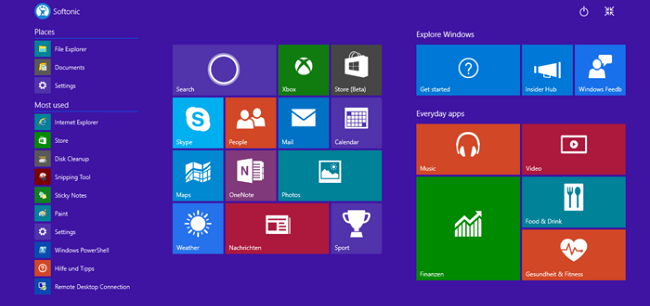 Softonic
Places
File Explorer
Documents
Settings
Most used
Internet Explorer
Store
Disk Cleanup
Snipping Tool
Sticky Notes
Paint
Settings
Windows PowerShell
Hilfe und Tipps
Remote Desktop Connection
Search
Xbox
Store (Beta)
Skype
People
Mail
Calendar
Maps
OneNote
Photos
Weather
Nachrichten
Sport
Explore Windows
Get started
Insider Hub
Windows Feedb
Everyday apps
Music
Video
Finanzen
Food & Drink
Gesundheit & Fitness